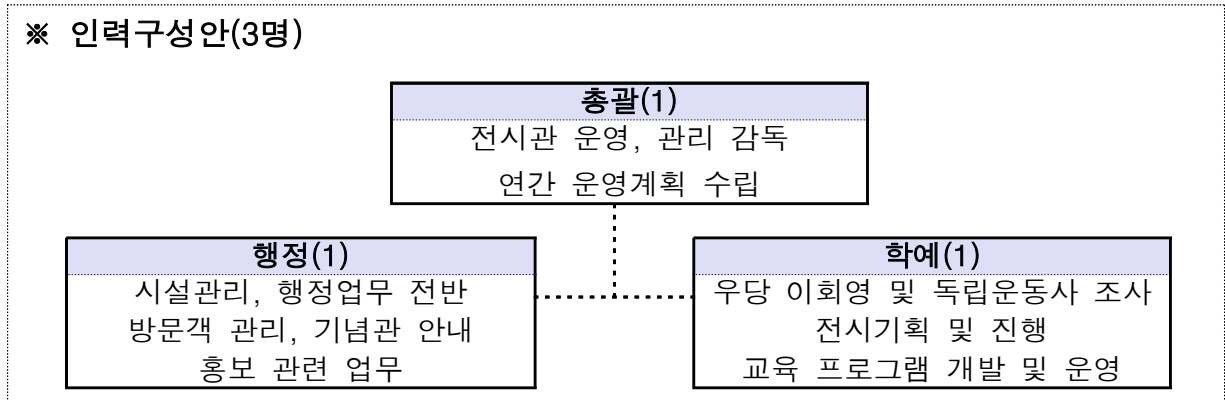 ※ 인력구성안(3명)
총괄(1)
전시관 운영, 관리 감독
연간 운영계획 수립
행정(1)
시설관리, 행정업무 전반
방문객 관리, 기념관 안내
홍보 관련 업무
학예(1)
우당 이회영 및 독립운동사 조사
전시기획 및 진행
교육 프로그램 개발 및 운영